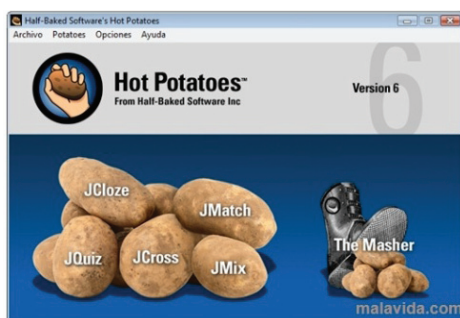 Half-Baked Software's Hot Potatoes
Archivo Potatoes Opciones Ayuda
Hot Potatoes™
From Half-Baked Software Inc
6
Version 6
JCloze
JMatch
JQuiz
JCross
JMix
The Masher
malavida.com